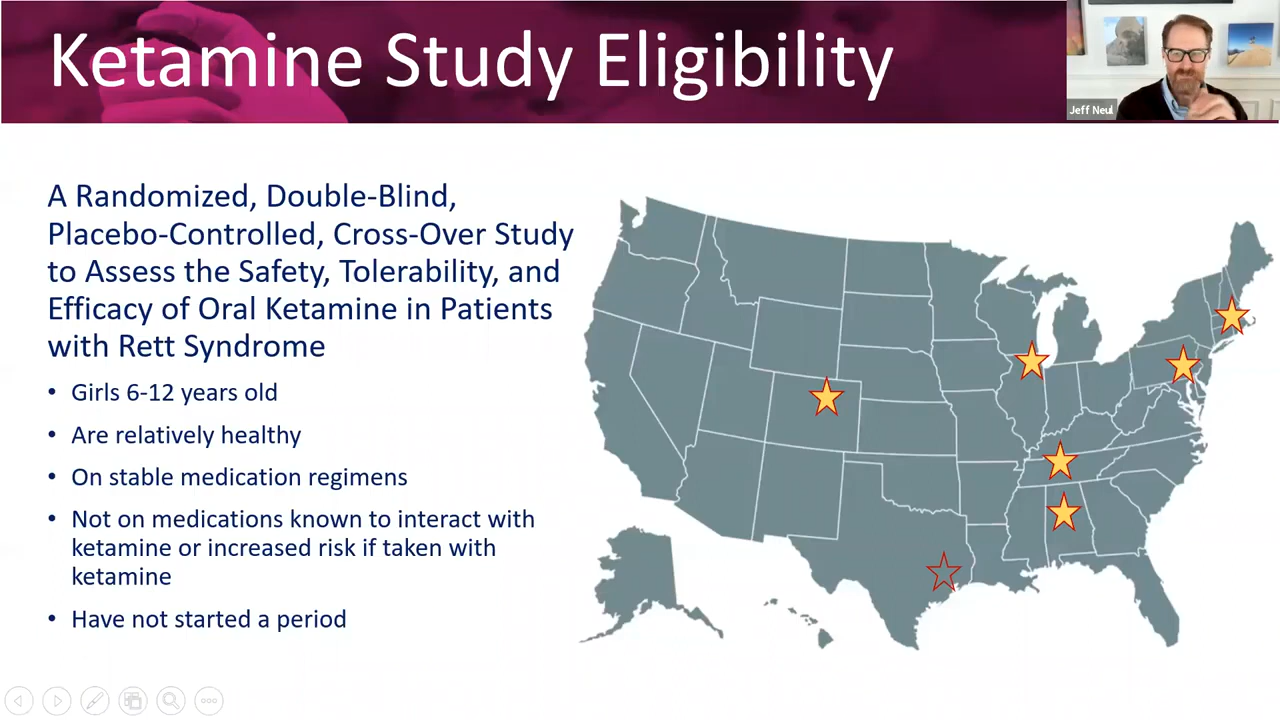 Ketamine Study Eligibility
Jeff Neul
A Randomized, Double-Blind,
Placebo-Controlled, Cross-Over Study
to Assess the Safety, Tolerability, and
Efficacy of Oral Ketamine in Patients
with Rett Syndrome
• Girls 6-12 years old
• Are relatively healthy
• On stable medication regimens
• Not on medications known to interact with
ketamine or increased risk if taken with
ketamine
• Have not started a period